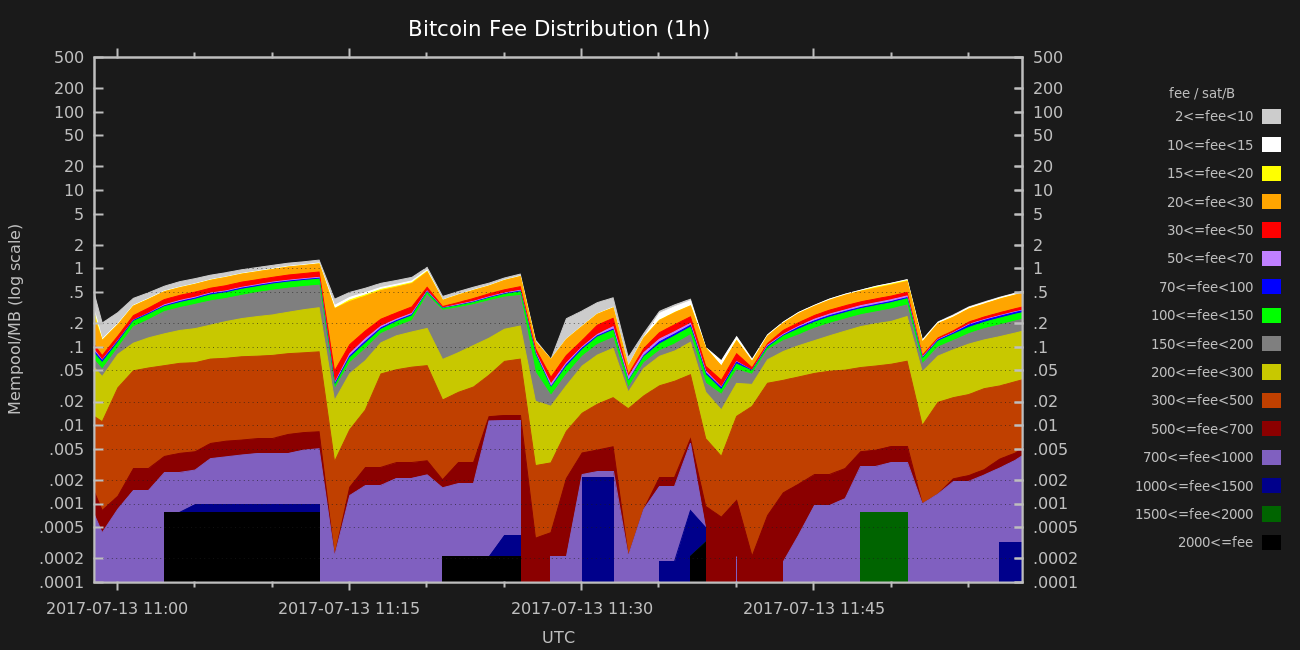 Bitcoin Fee Distribution (1h)
500 500
200 200
100 100
50 50
20 20
10 10
5 5
2 2
1 1
.5 .5
.2 .2
.1 .1
.05 .05
.02 .02
.01 .01
.005 .005
.002 .002
.001 .001
.0005 .0005
.0002 .0002
.0001 .0001
Mempool/MB (log scale)
2017-07-13 11:00 2017-07-13 11:15 2017-07-13 11:30 2017-07-13 11:45
UTC
fee / sat/B
2<=fee<10
10<=fee<15
15<=fee<20
20<=fee<30
30<=fee<50
50<=fee<70
70<=fee<100
100<=fee<150
150<=fee<200
200<=fee<300
300<=fee<500
500<=fee<700
700<=fee<1000
1000<=fee<1500
1500<=fee<2000
2000<=fee